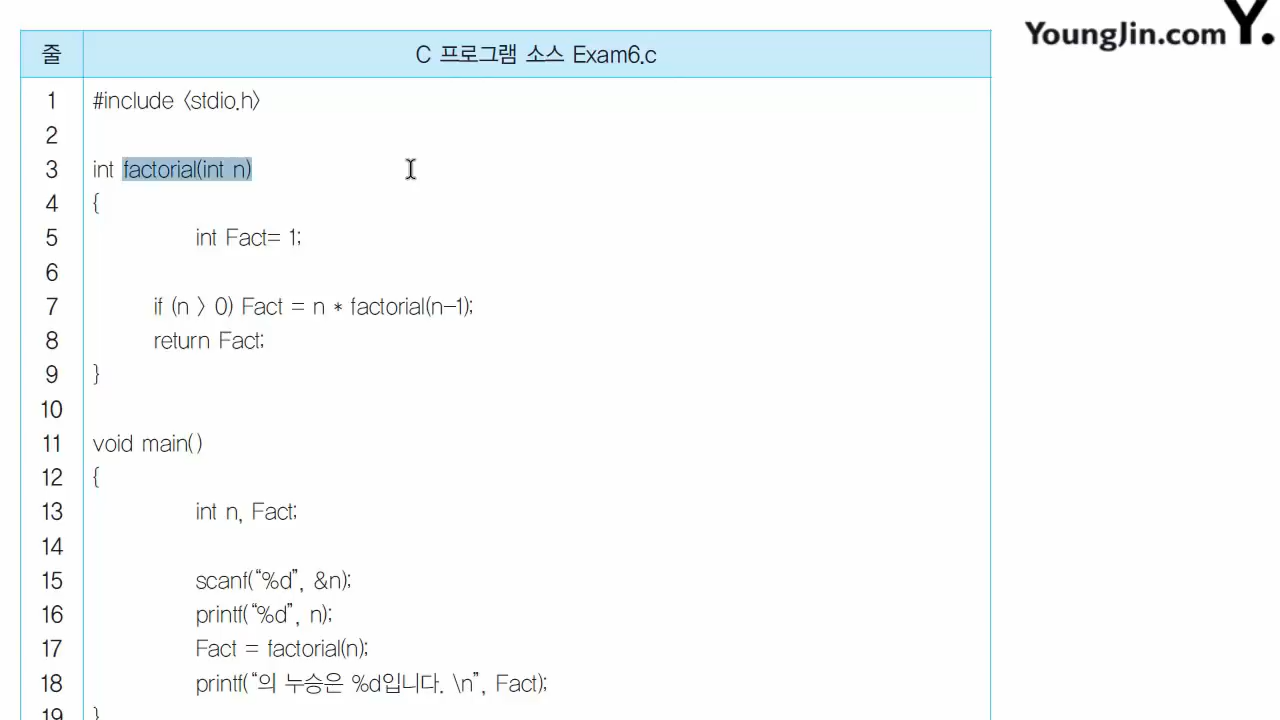 YoungJin.com Y.
줄 C 프로그램 소스 Exam6.c
1 #include <stdio.h>
2
3 int factorial(int n)
4 {
5 int Fact= 1;
6
7 if (n > 0) Fact = n * factorial(n-1);
8 return Fact;
9 }
10
11 void main()
12 {
13 int n, Fact;
14
15 scanf(“%d”, &n);
16 printf(“%d”, n);
17 Fact = factorial(n);
18 printf(“의 누승은 %d입니다. \n”, Fact);
19 }